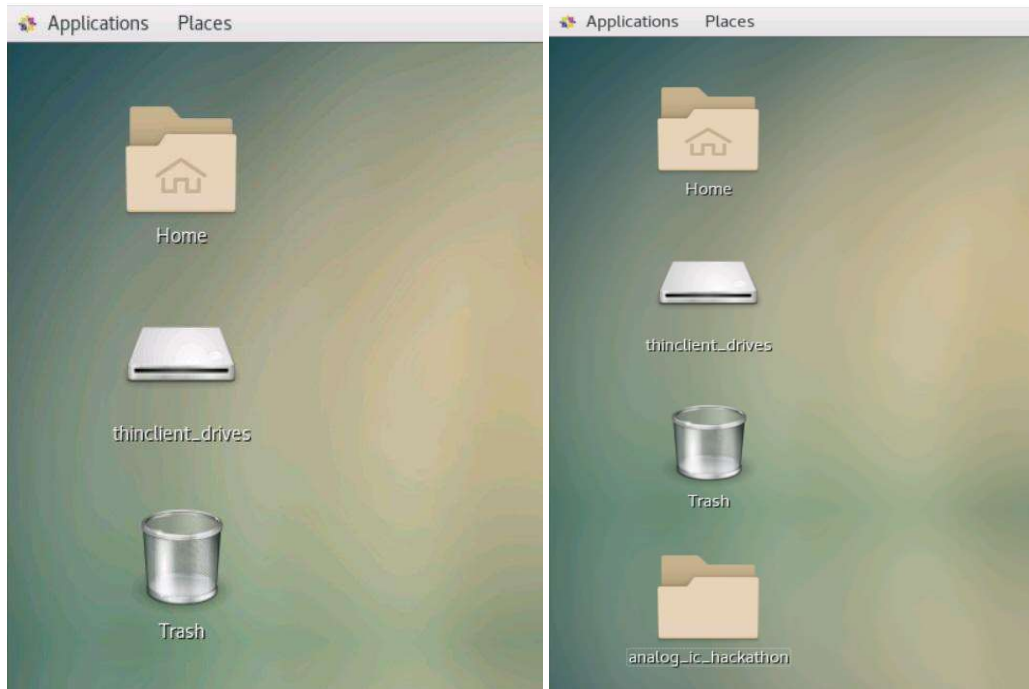 Applications Places
Home
thinclient_drives
Trash
Applications Places
Home
thinclient_drives
Trash
analog_ic_hackathon